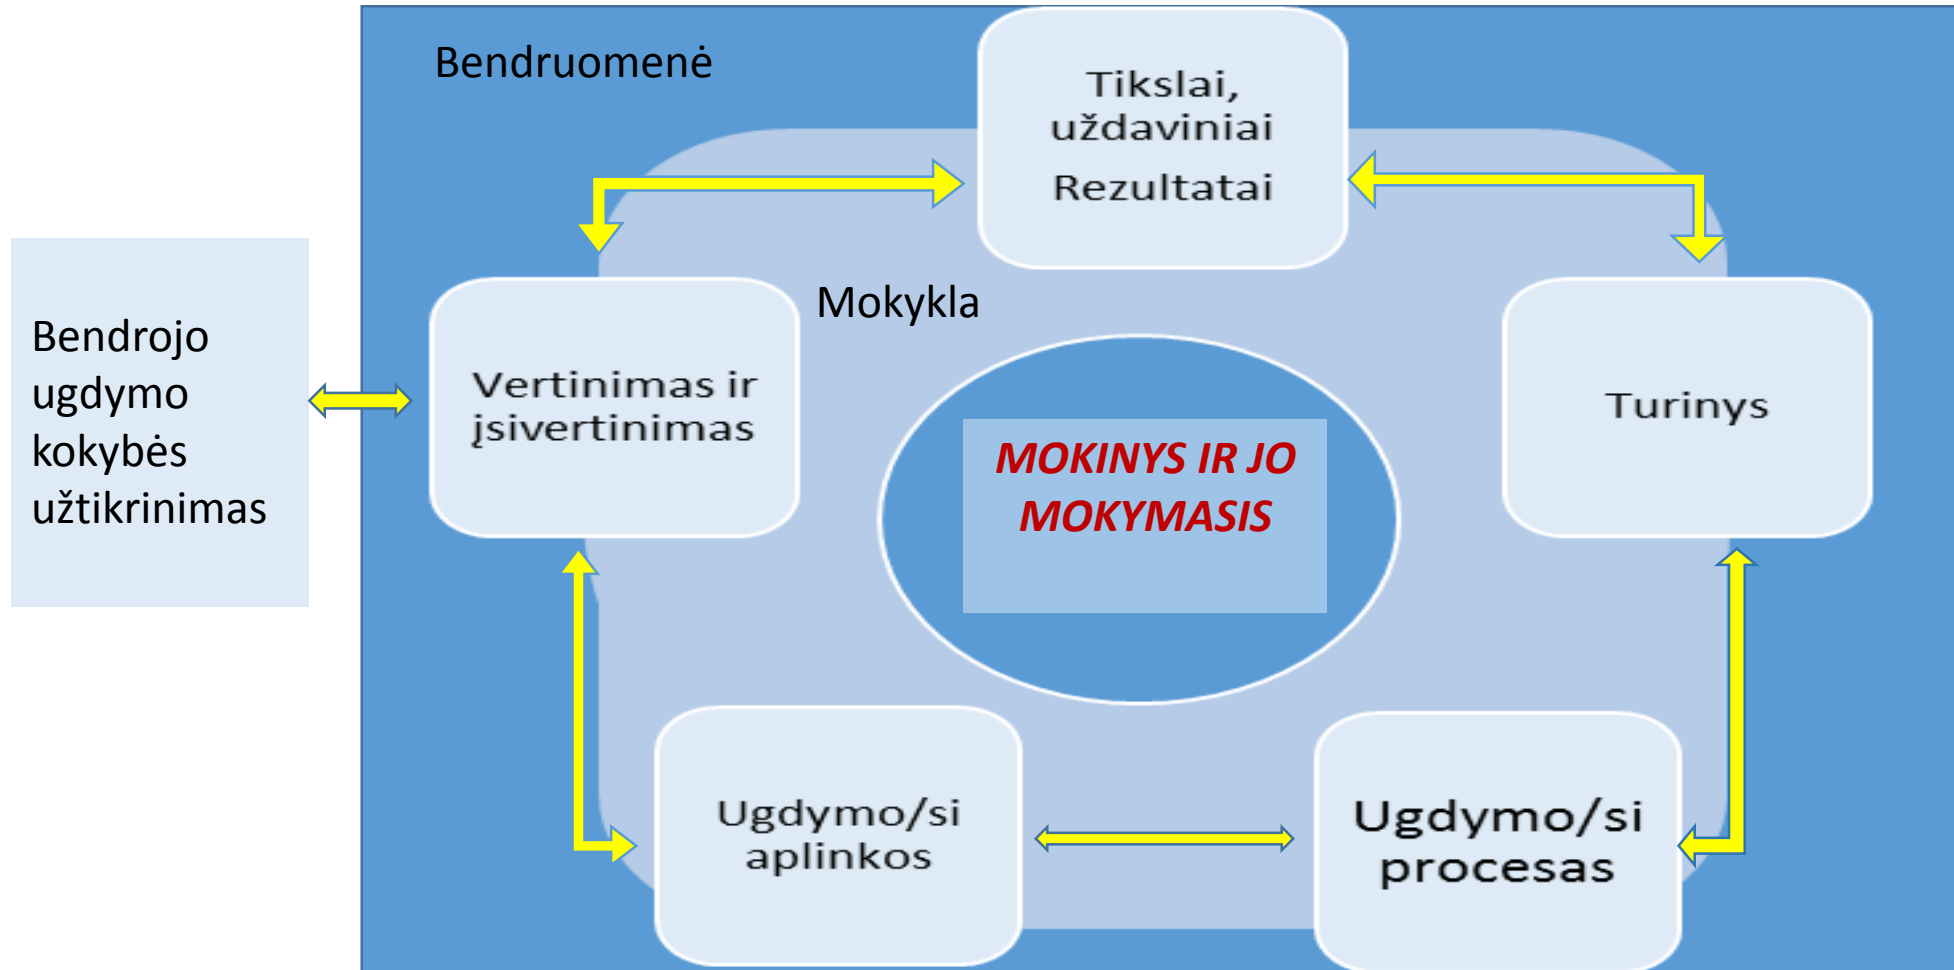 Bendruomenė
Tikslai,
uždaviniai
Rezultatai
Mokykla
Bendrojo
ugdymo
kokybės
užtikrinimas
Vertinimas ir
įsivertinimas
MOKINYS IR JO
MOKYMASIS
Turinys
Ugdymo/si
aplinkos
Ugdymo/si
procesas